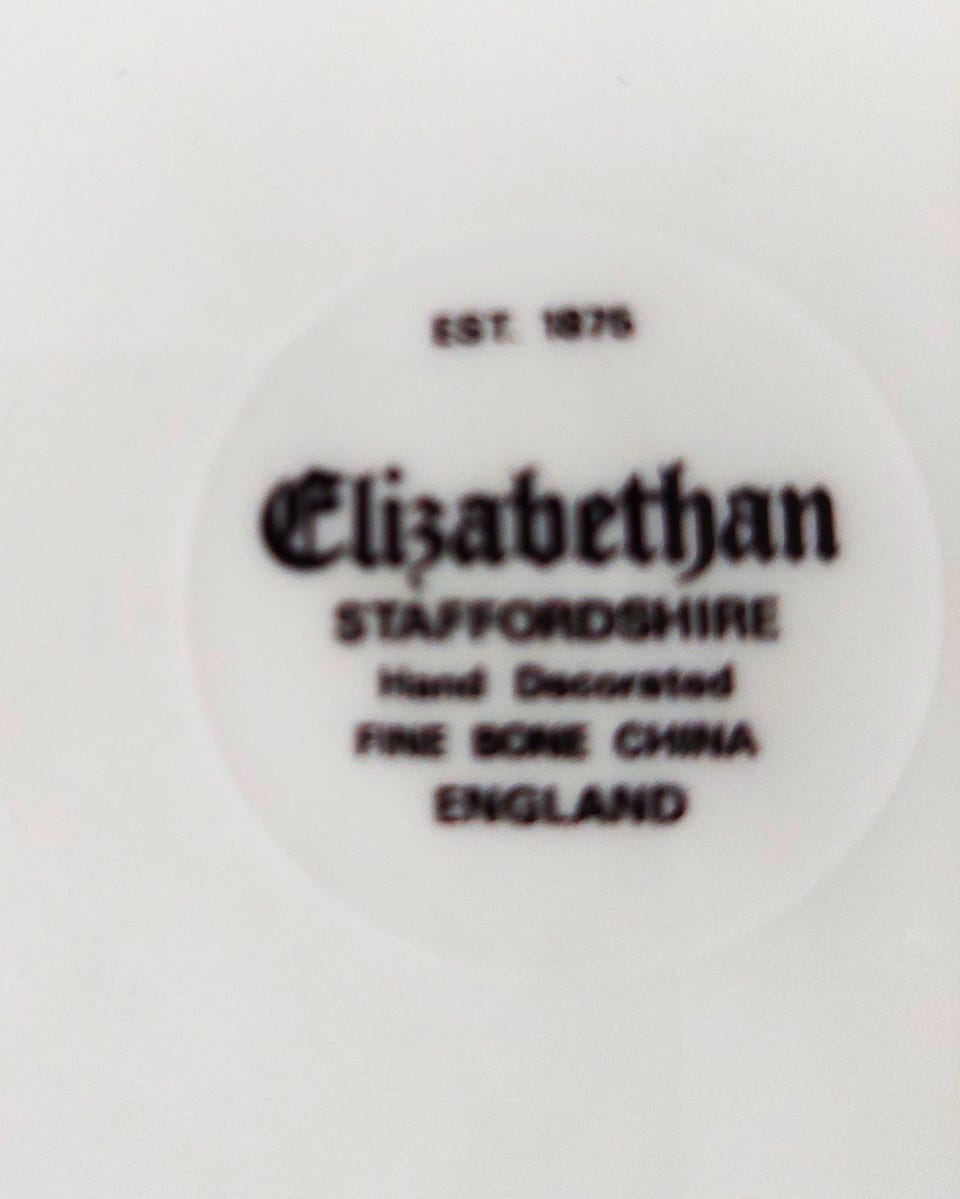 EST. 1875
Elizabethan
STAFFORDSHIRE
Hand Decorated
FINE BONE CHINA
ENGLAND